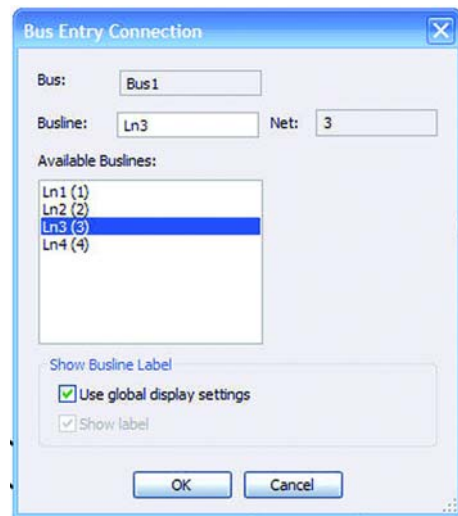 Bus Entry Connection
Bus: Bus1
Busline: Ln3 Net: 3
Available Buslines:
Ln1 (1)
Ln2 (2)
Ln3 (3)
Ln4 (4)
Show Busline Label
Use global display settings
Show label
OK Cancel